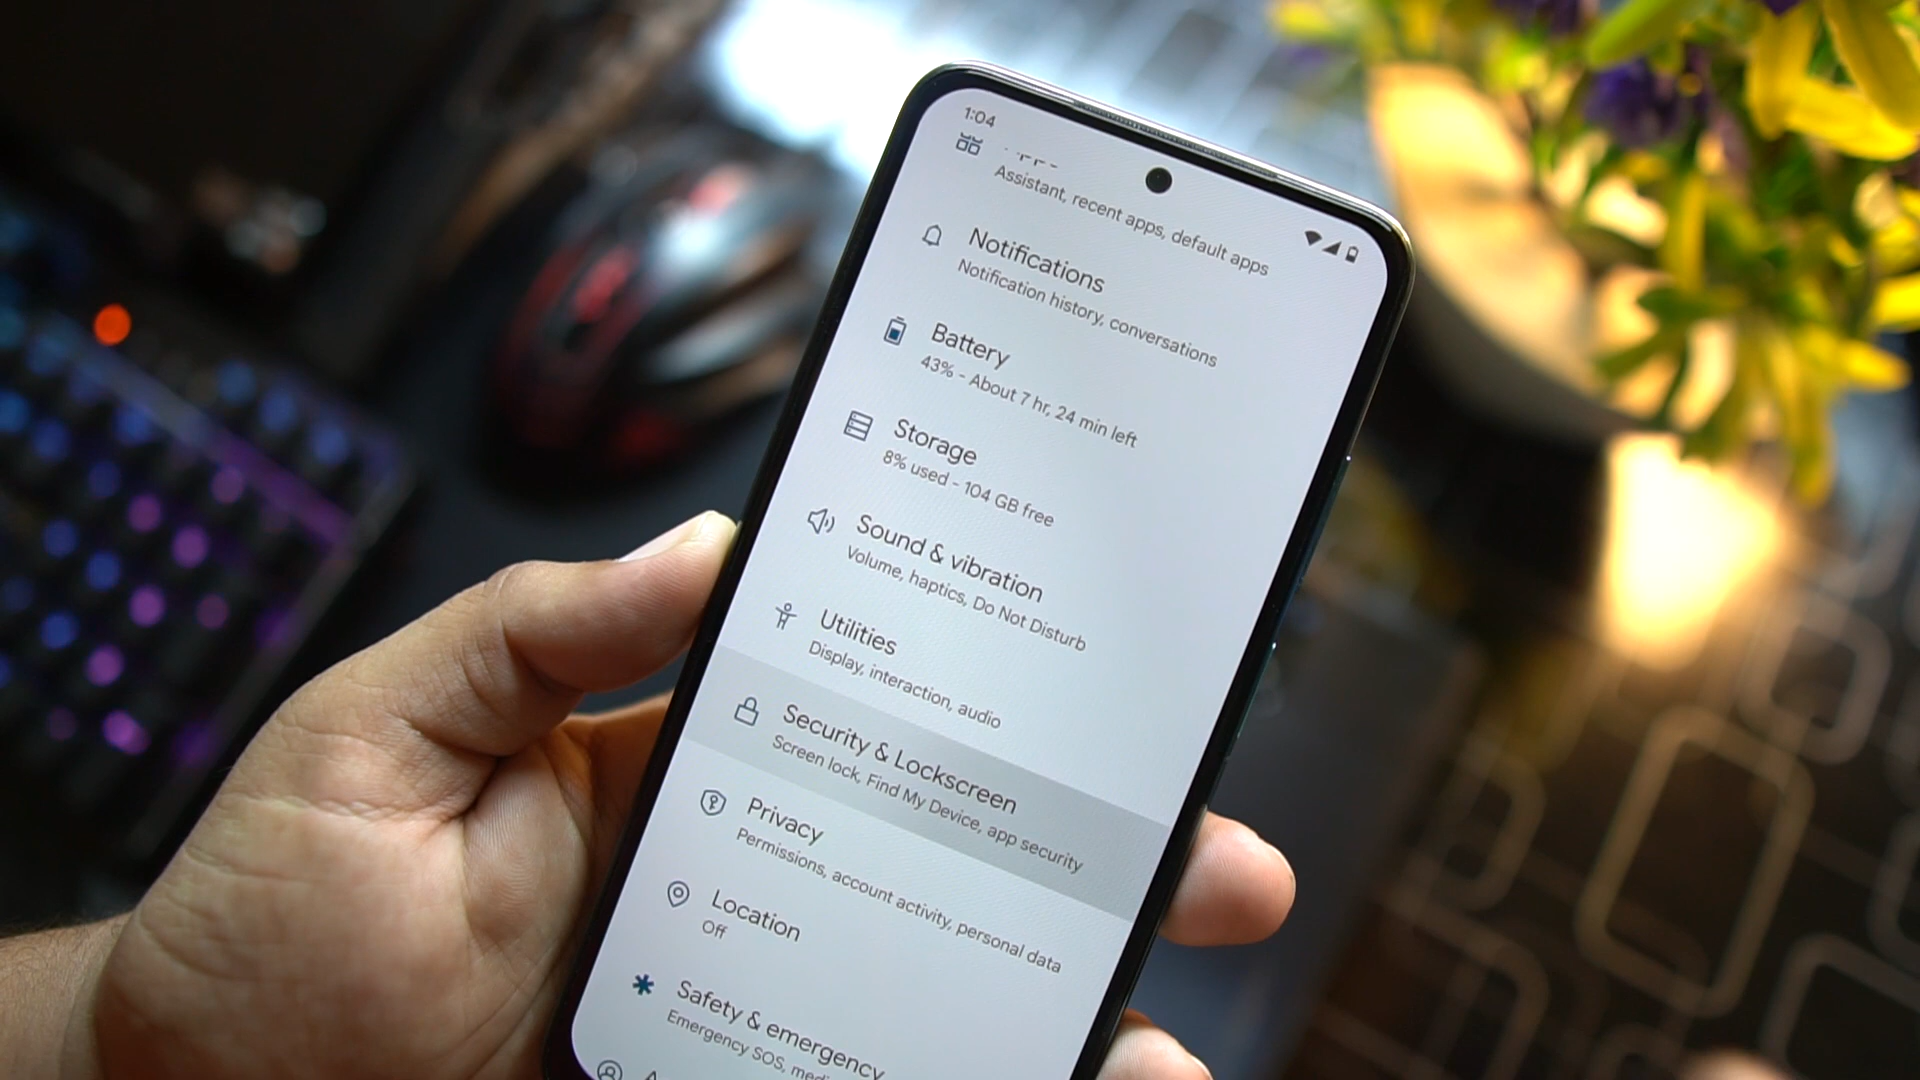 1:04
Assistant, recent apps, default apps
Notifications
Notification history, conversations
Battery
43% - About 7 hr, 24 min left
Storage
8% used - 104 GB free
Sound & vibration
Volume, haptics, Do Not Disturb
Utilities
Display, interaction, audio
Security & Lockscreen
Screen lock, Find My Device, app security
Privacy
Permissions, account activity, personal data
Location
Off
Safety & emergency
Emergency SOS,